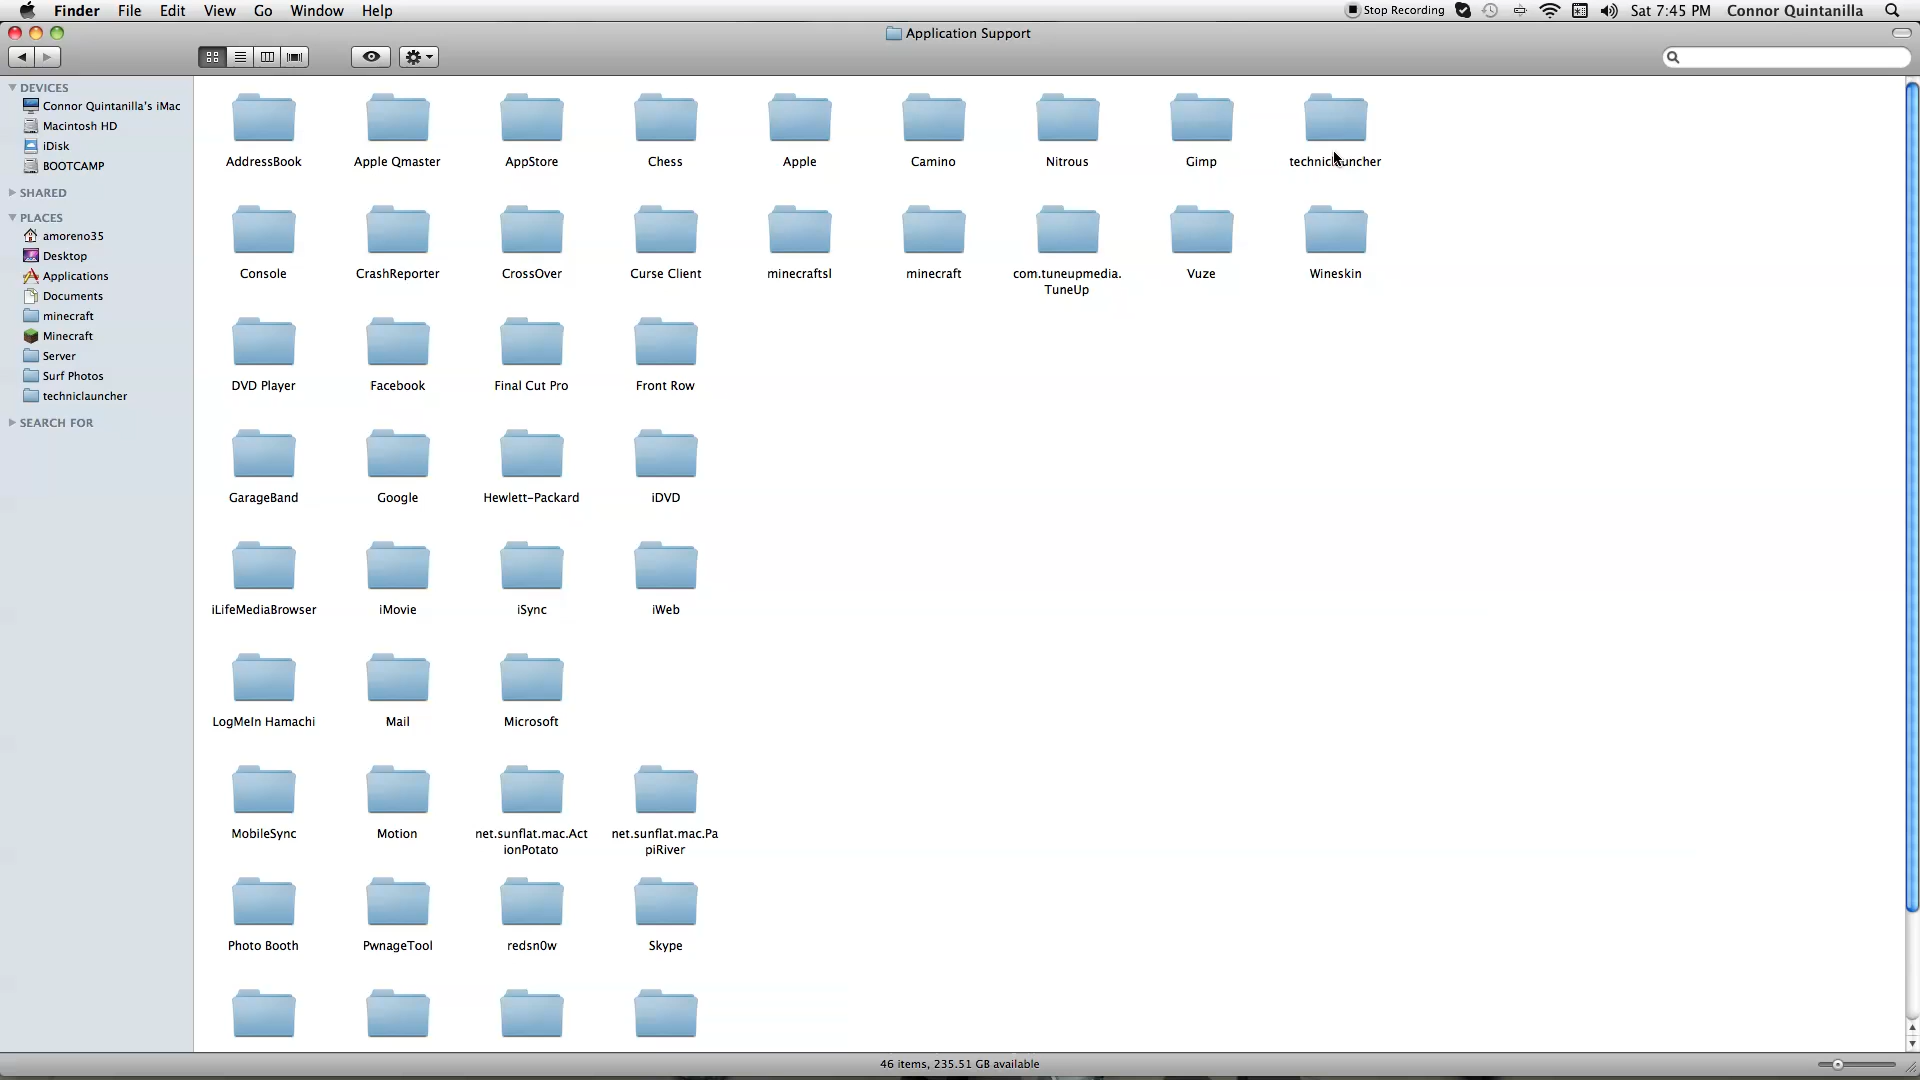 Finder File Edit View Go Window Help
Stop Recording Sat 7:45 PM Connor Quintanilla
Application Support
DEVICES
Connor Quintanilla's iMac
Macintosh HD
iDisk
BOOTCAMP
SHARED
PLACES
amoreno35
Desktop
Applications
Documents
minecraft
Minecraft
Server
Surf Photos
techniclauncher
SEARCH FOR
AddressBook Apple Qmaster AppStore Chess Apple Camino Nitrous Gimp techniclauncher
Console CrashReporter CrossOver Curse Client minecraftsl minecraft com.tuneupmedia. Vuze Wineskin
TuneUp
DVD Player Facebook Final Cut Pro Front Row
GarageBand Google Hewlett-Packard iDVD
iLifeMediaBrowser iMovie iSync iWeb
LogMeIn Hamachi Mail Microsoft
MobileSync Motion net.sunflat.mac.Act net.sunflat.mac.Pa
ionPotato piRiver
Photo Booth PwnageTool redsn0w Skype
46 items, 235.51 GB available